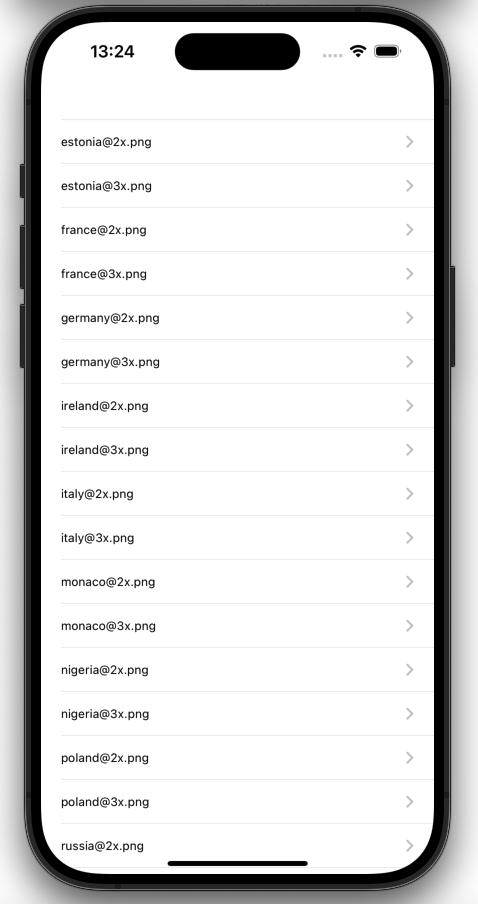 13:24
estonia@2x.png
estonia@3x.png
france@2x.png
france@3x.png
germany@2x.png
germany@3x.png
ireland@2x.png
ireland@3x.png
italy@2x.png
italy@3x.png
monaco@2x.png
monaco@3x.png
nigeria@2x.png
nigeria@3x.png
poland@2x.png
poland@3x.png
russia@2x.png